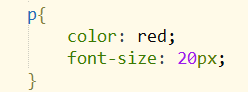 p{
    color: red;
    font-size: 20px;
}